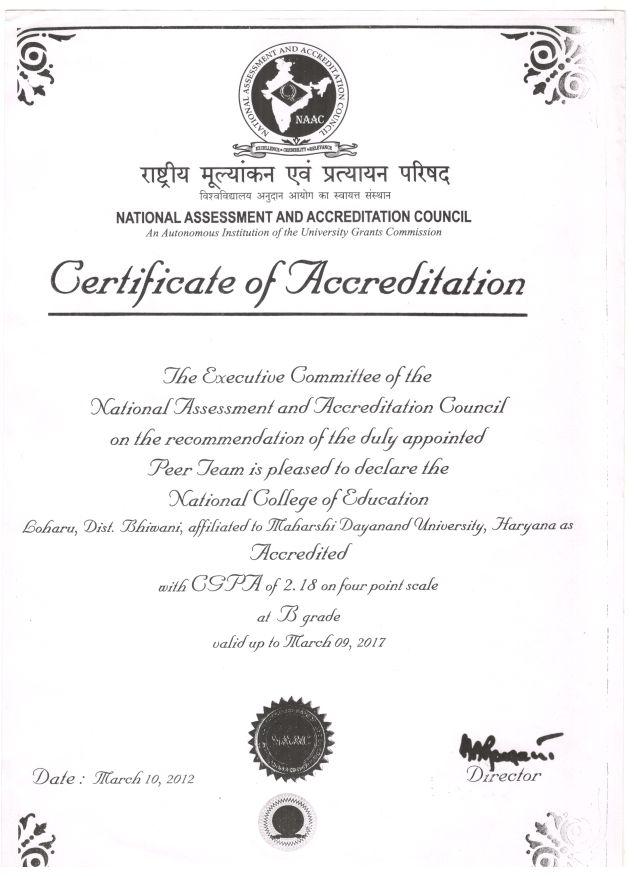 NATIONAL ASSESSMENT AND ACCREDITATION COUNCIL
NAAC
EXCELLENCE • CREDIBILITY • RELEVANCE
राष्ट्रीय मूल्यांकन एवं प्रत्यायन परिषद
विश्वविद्यालय अनुदान आयोग का स्वायत्त संस्थान
NATIONAL ASSESSMENT AND ACCREDITATION COUNCIL
An Autonomous Institution of the University Grants Commission
Certificate of Accreditation
The Executive Committee of the
National Assessment and Accreditation Council
on the recommendation of the duly appointed
Peer Team is pleased to declare the
National College of Education
Loharu, Dist. Bhiwani, affiliated to Maharshi Dayanand University, Haryana as
Accredited
with CGPA of 2.18 on four point scale
at B grade
valid up to March 09, 2017
NAAC
Date : March 10, 2012
Director